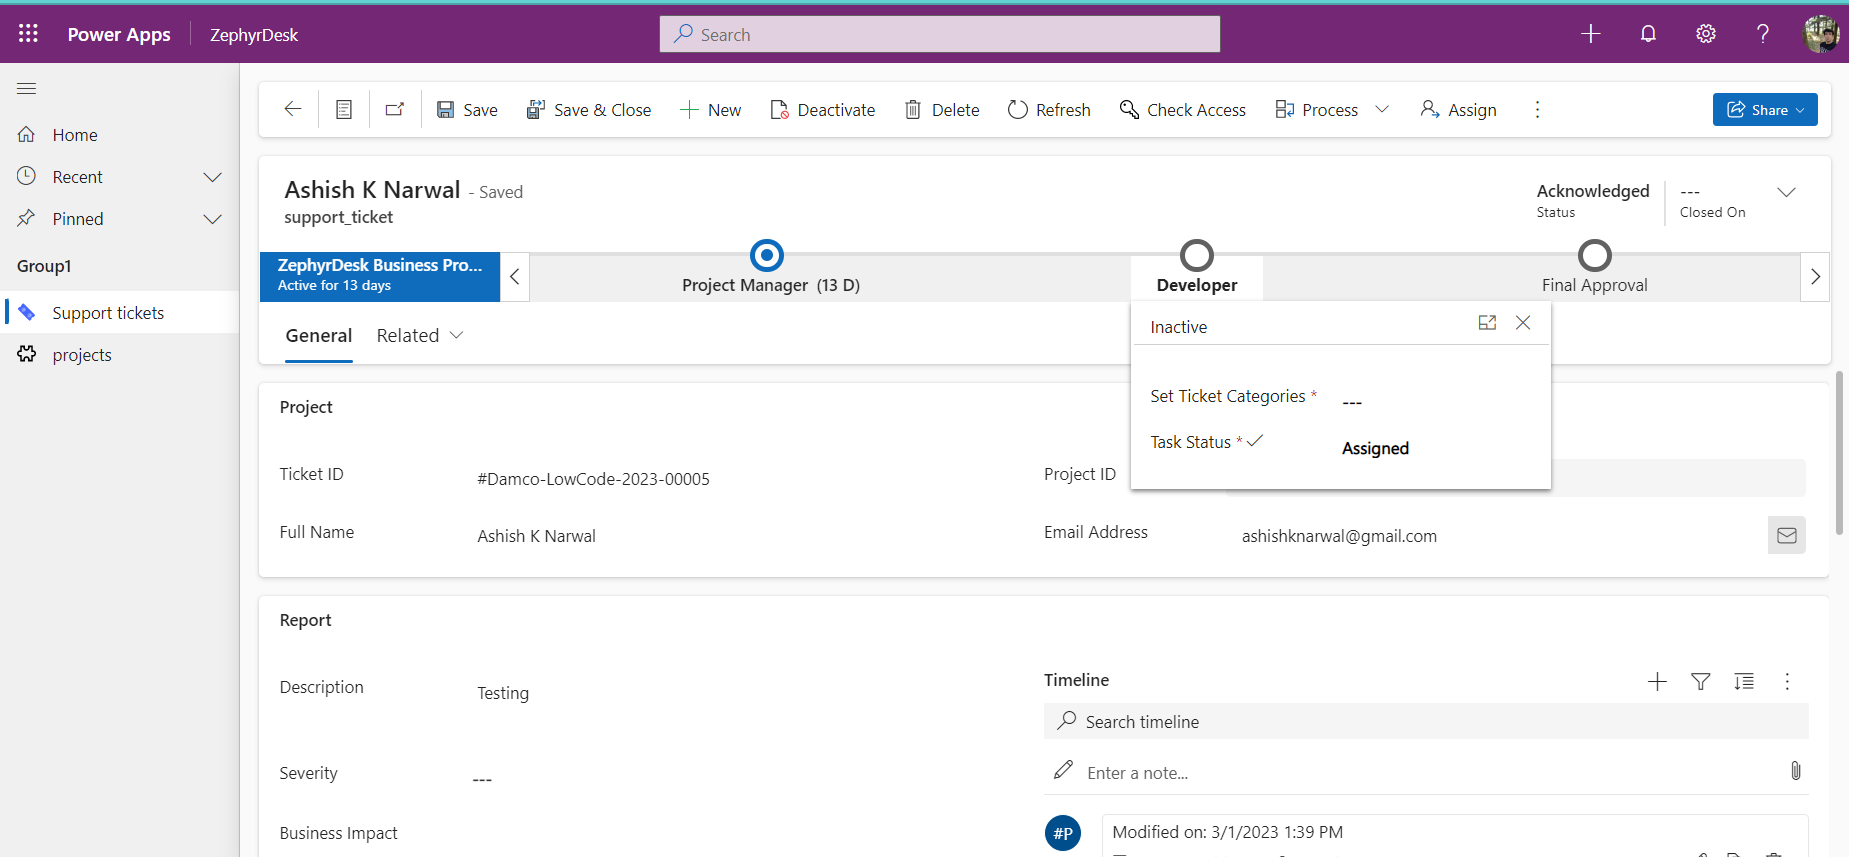 Power Apps
ZephyrDesk
Search
Save
Save & Close
New
Deactivate
Delete
Refresh
Check Access
Process
Assign
Share
Home
Recent
Pinned
Group1
Support tickets
projects
Ashish K Narwal - Saved
support_ticket
Acknowledged
Status
---
Closed On
ZephyrDesk Business Pro...
Active for 13 days
Project Manager (13 D)
Developer
Final Approval
General
Related
Inactive
Set Ticket Categories *
---
Task Status *
Assigned
Project
Ticket ID
#Damco-LowCode-2023-00005
Project ID
Full Name
Ashish K Narwal
Email Address
ashishknarwal@gmail.com
Report
Description
Testing
Severity
---
Business Impact
Timeline
Search timeline
Enter a note...
#P
Modified on: 3/1/2023 1:39 PM